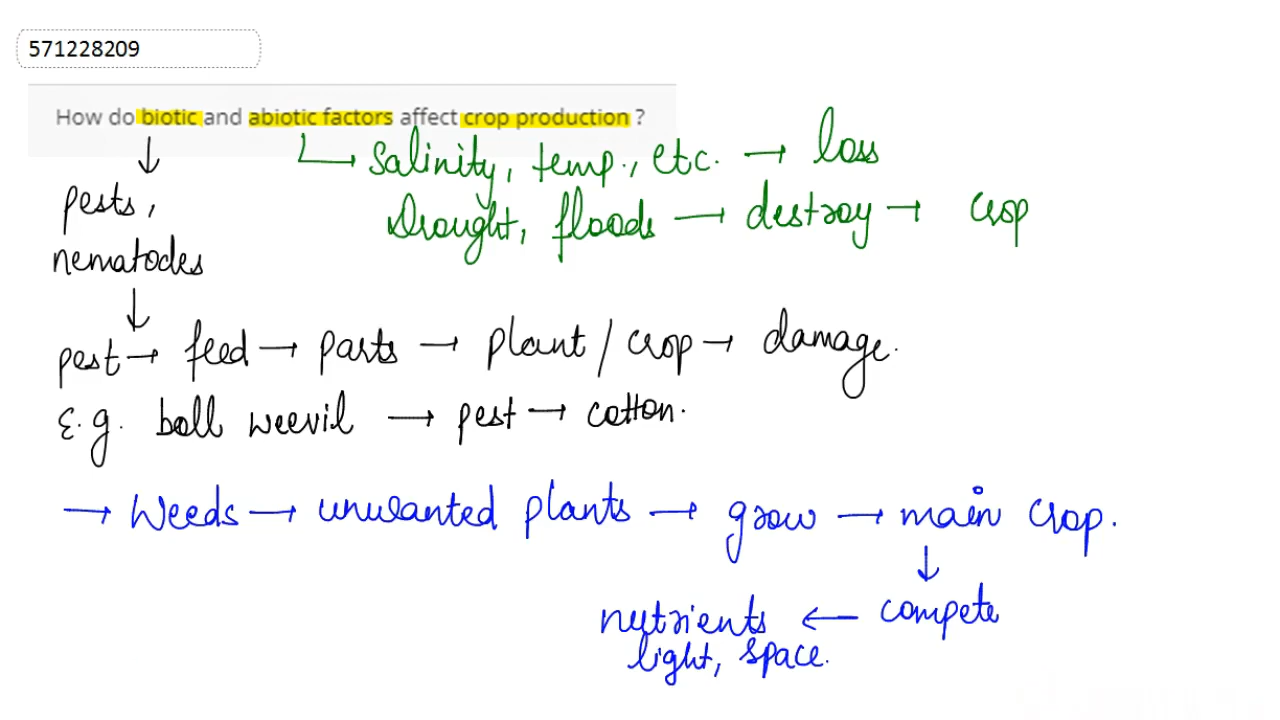 571228209
How do biotic and abiotic factors affect crop production ?
↓
└→ Salinity, temp., etc. → loss
pests,
Drought, floods → destroy → crop
nematodes
↓
pest → feed → parts → plant / crop → damage.
E.g. boll weevil → pest → cotton.
→ Weeds → unwanted plants → grow → main crop.
↓
nutrients ← compete
light, space.